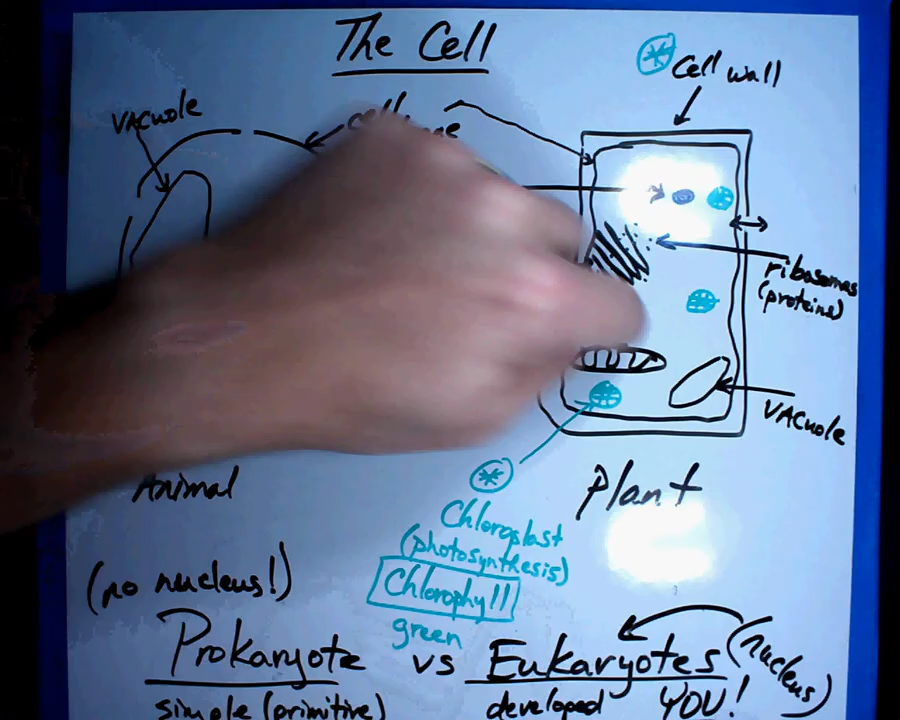 The Cell
Cell wall
Vacuole
cell
ribosomes
(proteins)
Vacuole
Animal
Plant
Chloroplast
(photosynthesis)
Chlorophyll
green
(no nucleus!)
Prokaryote vs Eukaryotes (nucleus)
simple (primitive) developed YOU!